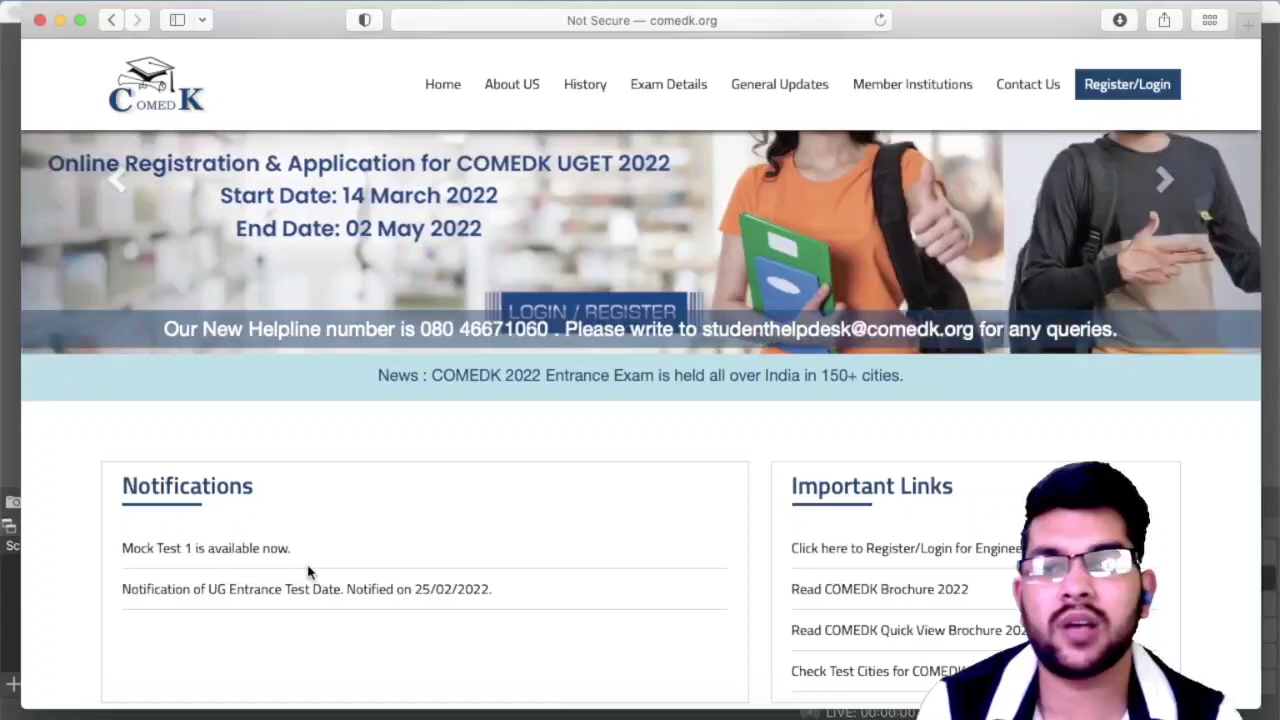 Not Secure — comedk.org
COMEDK
Home About US History Exam Details General Updates Member Institutions Contact Us Register/Login
Online Registration & Application for COMEDK UGET 2022
Start Date: 14 March 2022
End Date: 02 May 2022
LOGIN / REGISTER
Our New Helpline number is 080 46671060 . Please write to studenthelpdesk@comedk.org for any queries.
News : COMEDK 2022 Entrance Exam is held all over India in 150+ cities.
Notifications
Mock Test 1 is available now.
Notification of UG Entrance Test Date. Notified on 25/02/2022.
Important Links
Click here to Register/Login for
Read COMEDK Brochure 2022
Read COMEDK Quick View Brochure
Check Test Cities for
Sc
LIVE: 00:00:00